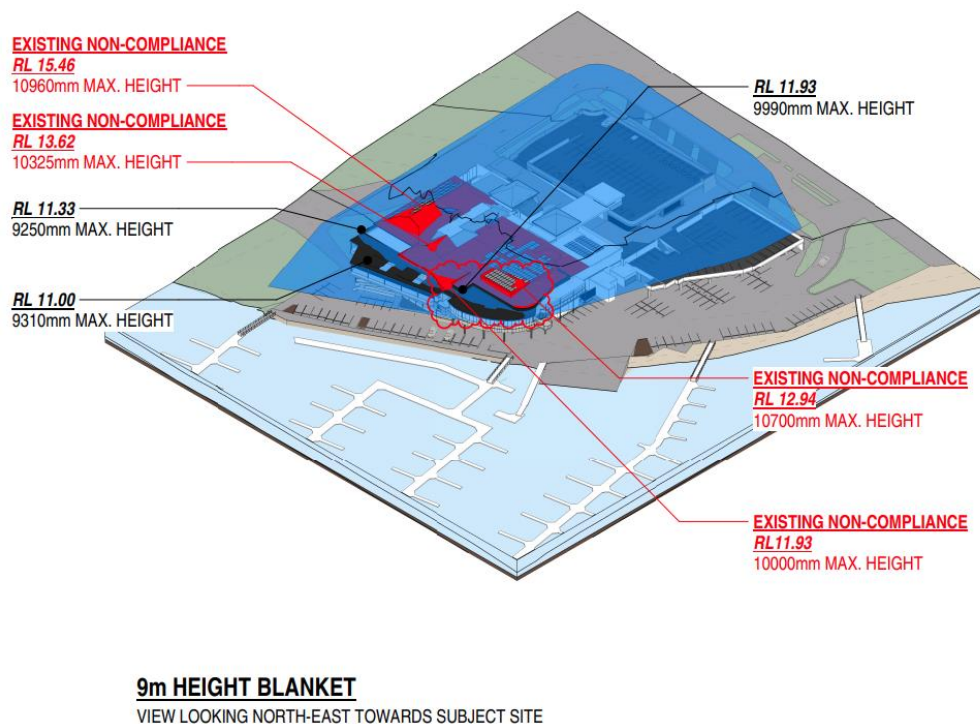 EXISTING NON-COMPLIANCE
RL 15.46
10960mm MAX. HEIGHT
EXISTING NON-COMPLIANCE
RL 13.62
10325mm MAX. HEIGHT
RL 11.33
9250mm MAX. HEIGHT
RL 11.00
9310mm MAX. HEIGHT
RL 11.93
9990mm MAX. HEIGHT
EXISTING NON-COMPLIANCE
RL 12.94
10700mm MAX. HEIGHT
EXISTING NON-COMPLIANCE
RL11.93
10000mm MAX. HEIGHT
9m HEIGHT BLANKET
VIEW LOOKING NORTH-EAST TOWARDS SUBJECT SITE